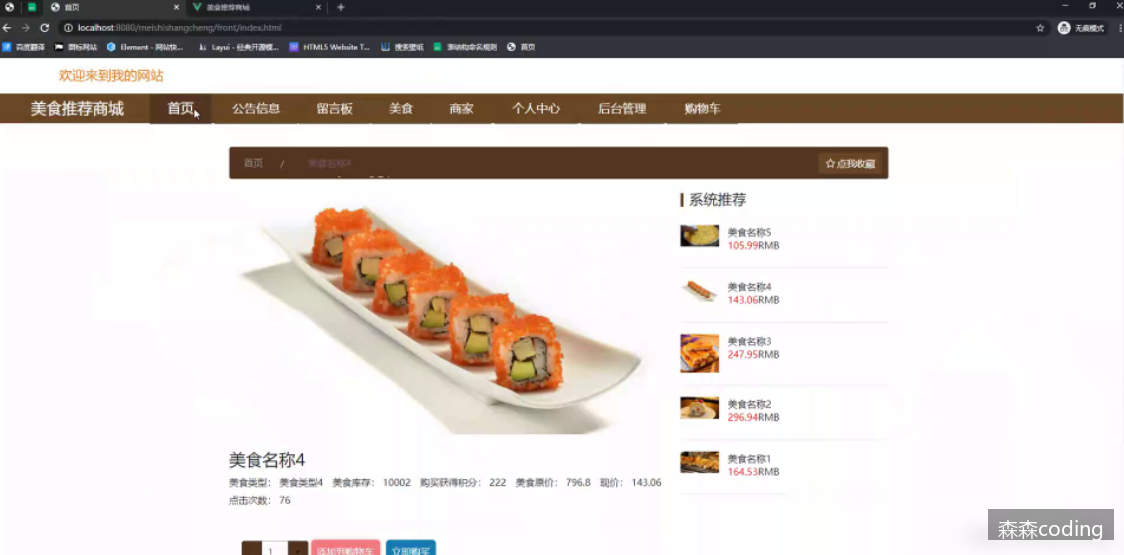 首页
美食推荐商城
localhost:8080/meishishangcheng/front/index.html
无痕模式
百度翻译
图标网站
Element - 网站快...
Layui - 经典开源模...
HTML5 Website T...
搜多壁纸
首页
欢迎来到我的网站
美食推荐商城 首页 公告信息 留言板 美食 商家 个人中心 后台管理 购物车
首页 / 美食名称4
点我收藏
系统推荐
美食名称5
105.99RMB
美食名称4
143.06RMB
美食名称3
247.95RMB
美食名称2
296.94RMB
美食名称1
164.53RMB
美食名称4
美食类型: 美食类型4 美食库存: 10002 购买获得积分: 222 美食原价: 796.8 现价: 143.06
点击次数: 76
1 添加到购物车 立即购买
森森coding